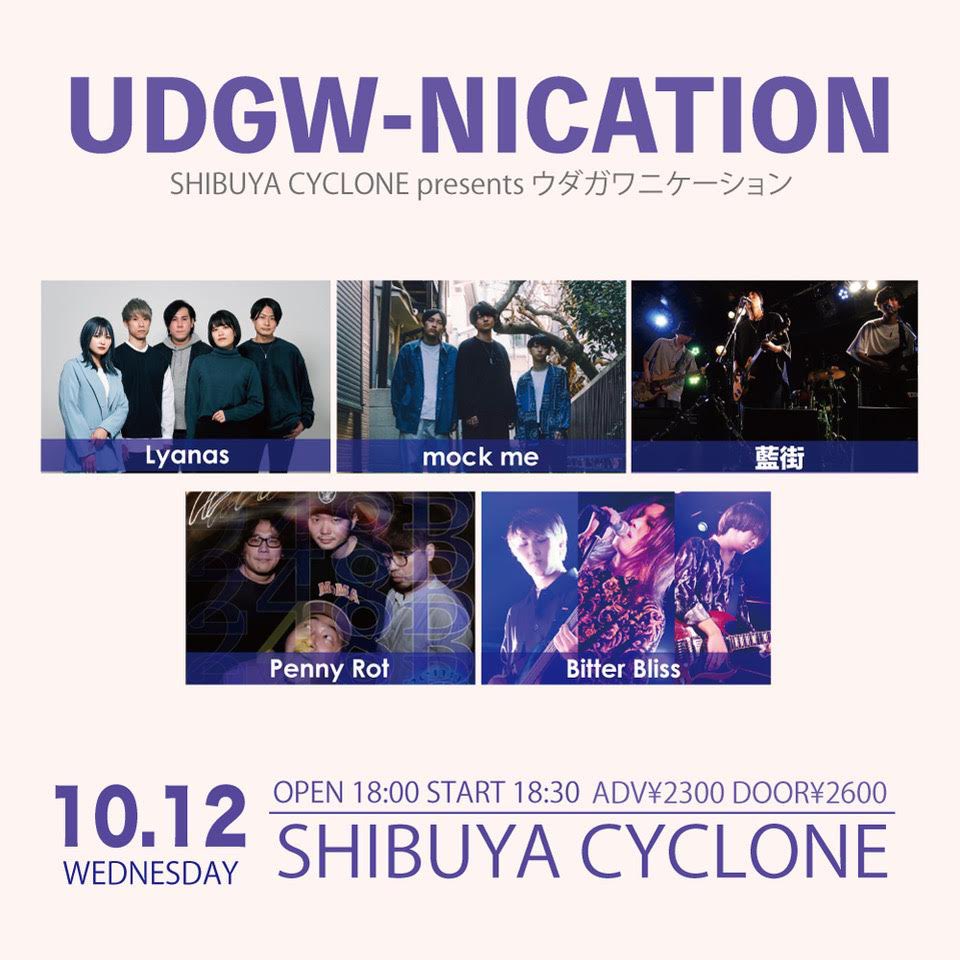 UDGW-NICATION
SHIBUYA CYCLONE presents ウダガワニケーション
Lyanas
mock me
藍街
Penny Rot
Bitter Bliss
10.12
WEDNESDAY
OPEN 18:00 START 18:30 ADV¥2300 DOOR¥2600
SHIBUYA CYCLONE